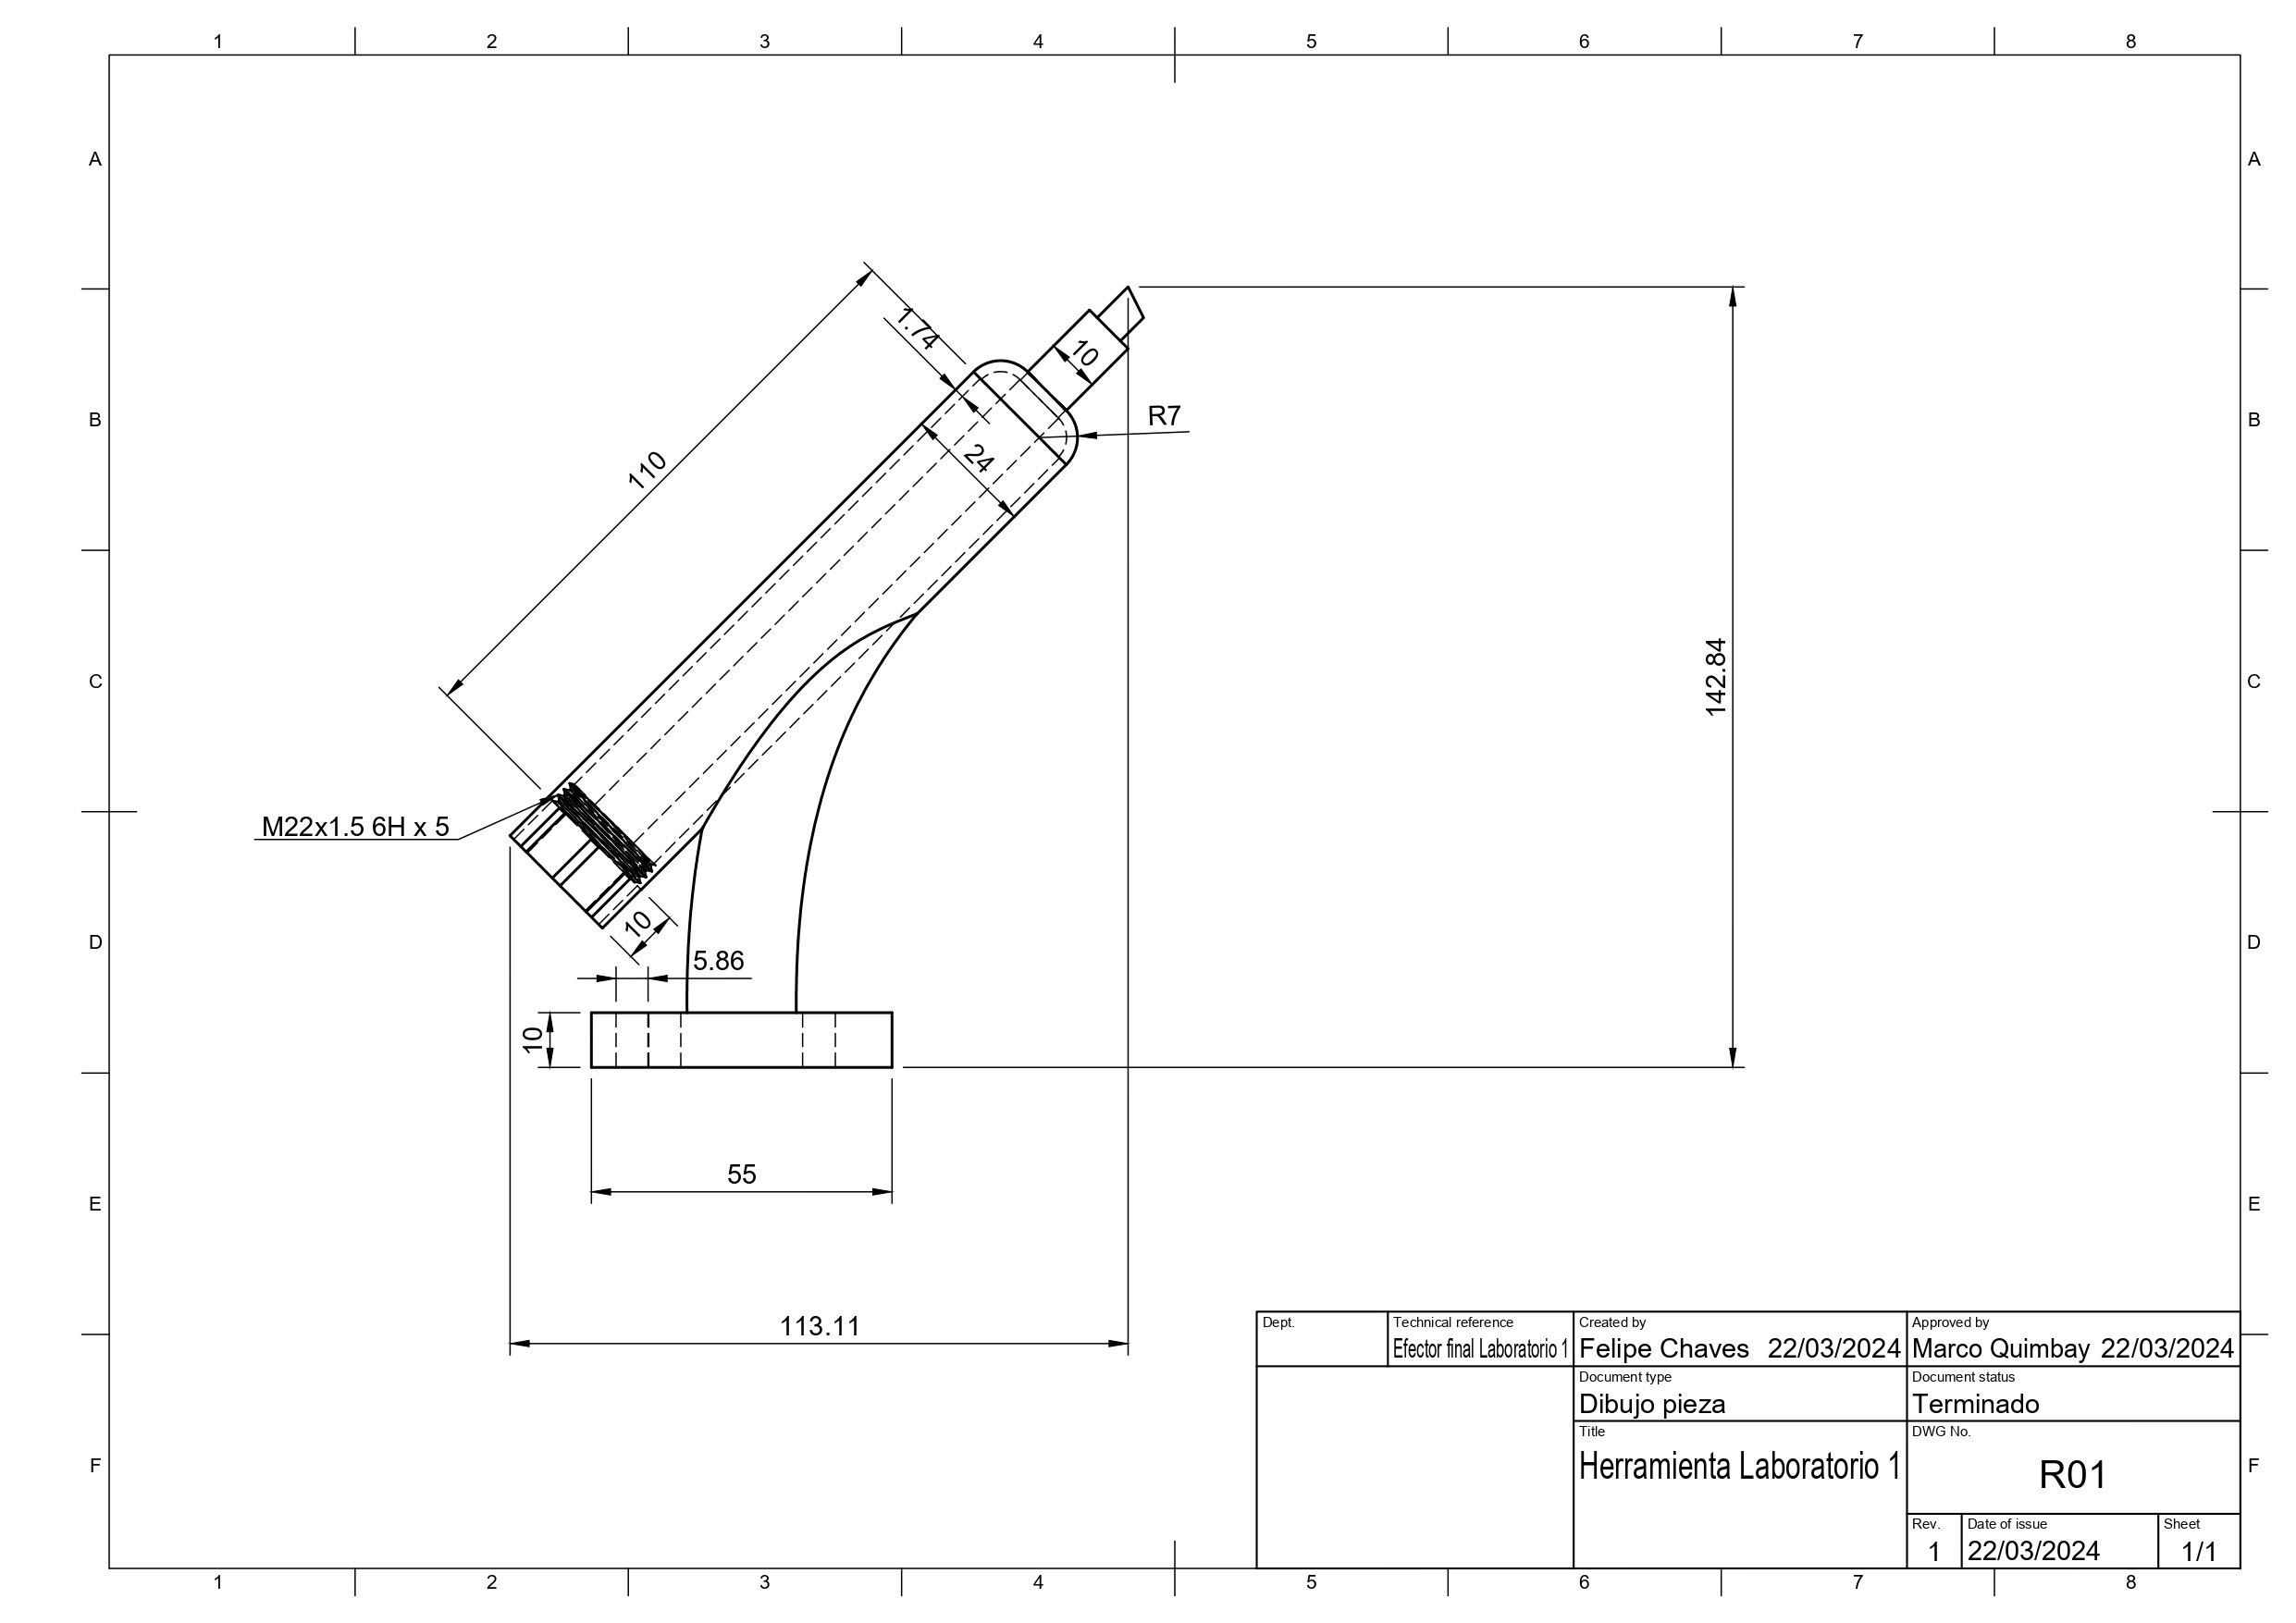 1 2 3 4 5 6 7 8
A A
1.74
10
B R7 B
110
24
C 142.84 C
M22x1.5 6H x 5
10
D D
5.86
10
55
E E
113.11
Dept. Technical reference Created by Approved by
Efector final Laboratorio 1 Felipe Chaves 22/03/2024 Marco Quimbay 22/03/2024
Document type Document status
Dibujo pieza Terminado
Title DWG No.
Herramienta Laboratorio 1
F R01 F
Rev. Date of issue Sheet
1 22/03/2024 1/1
1 2 3 4 5 6 7 8